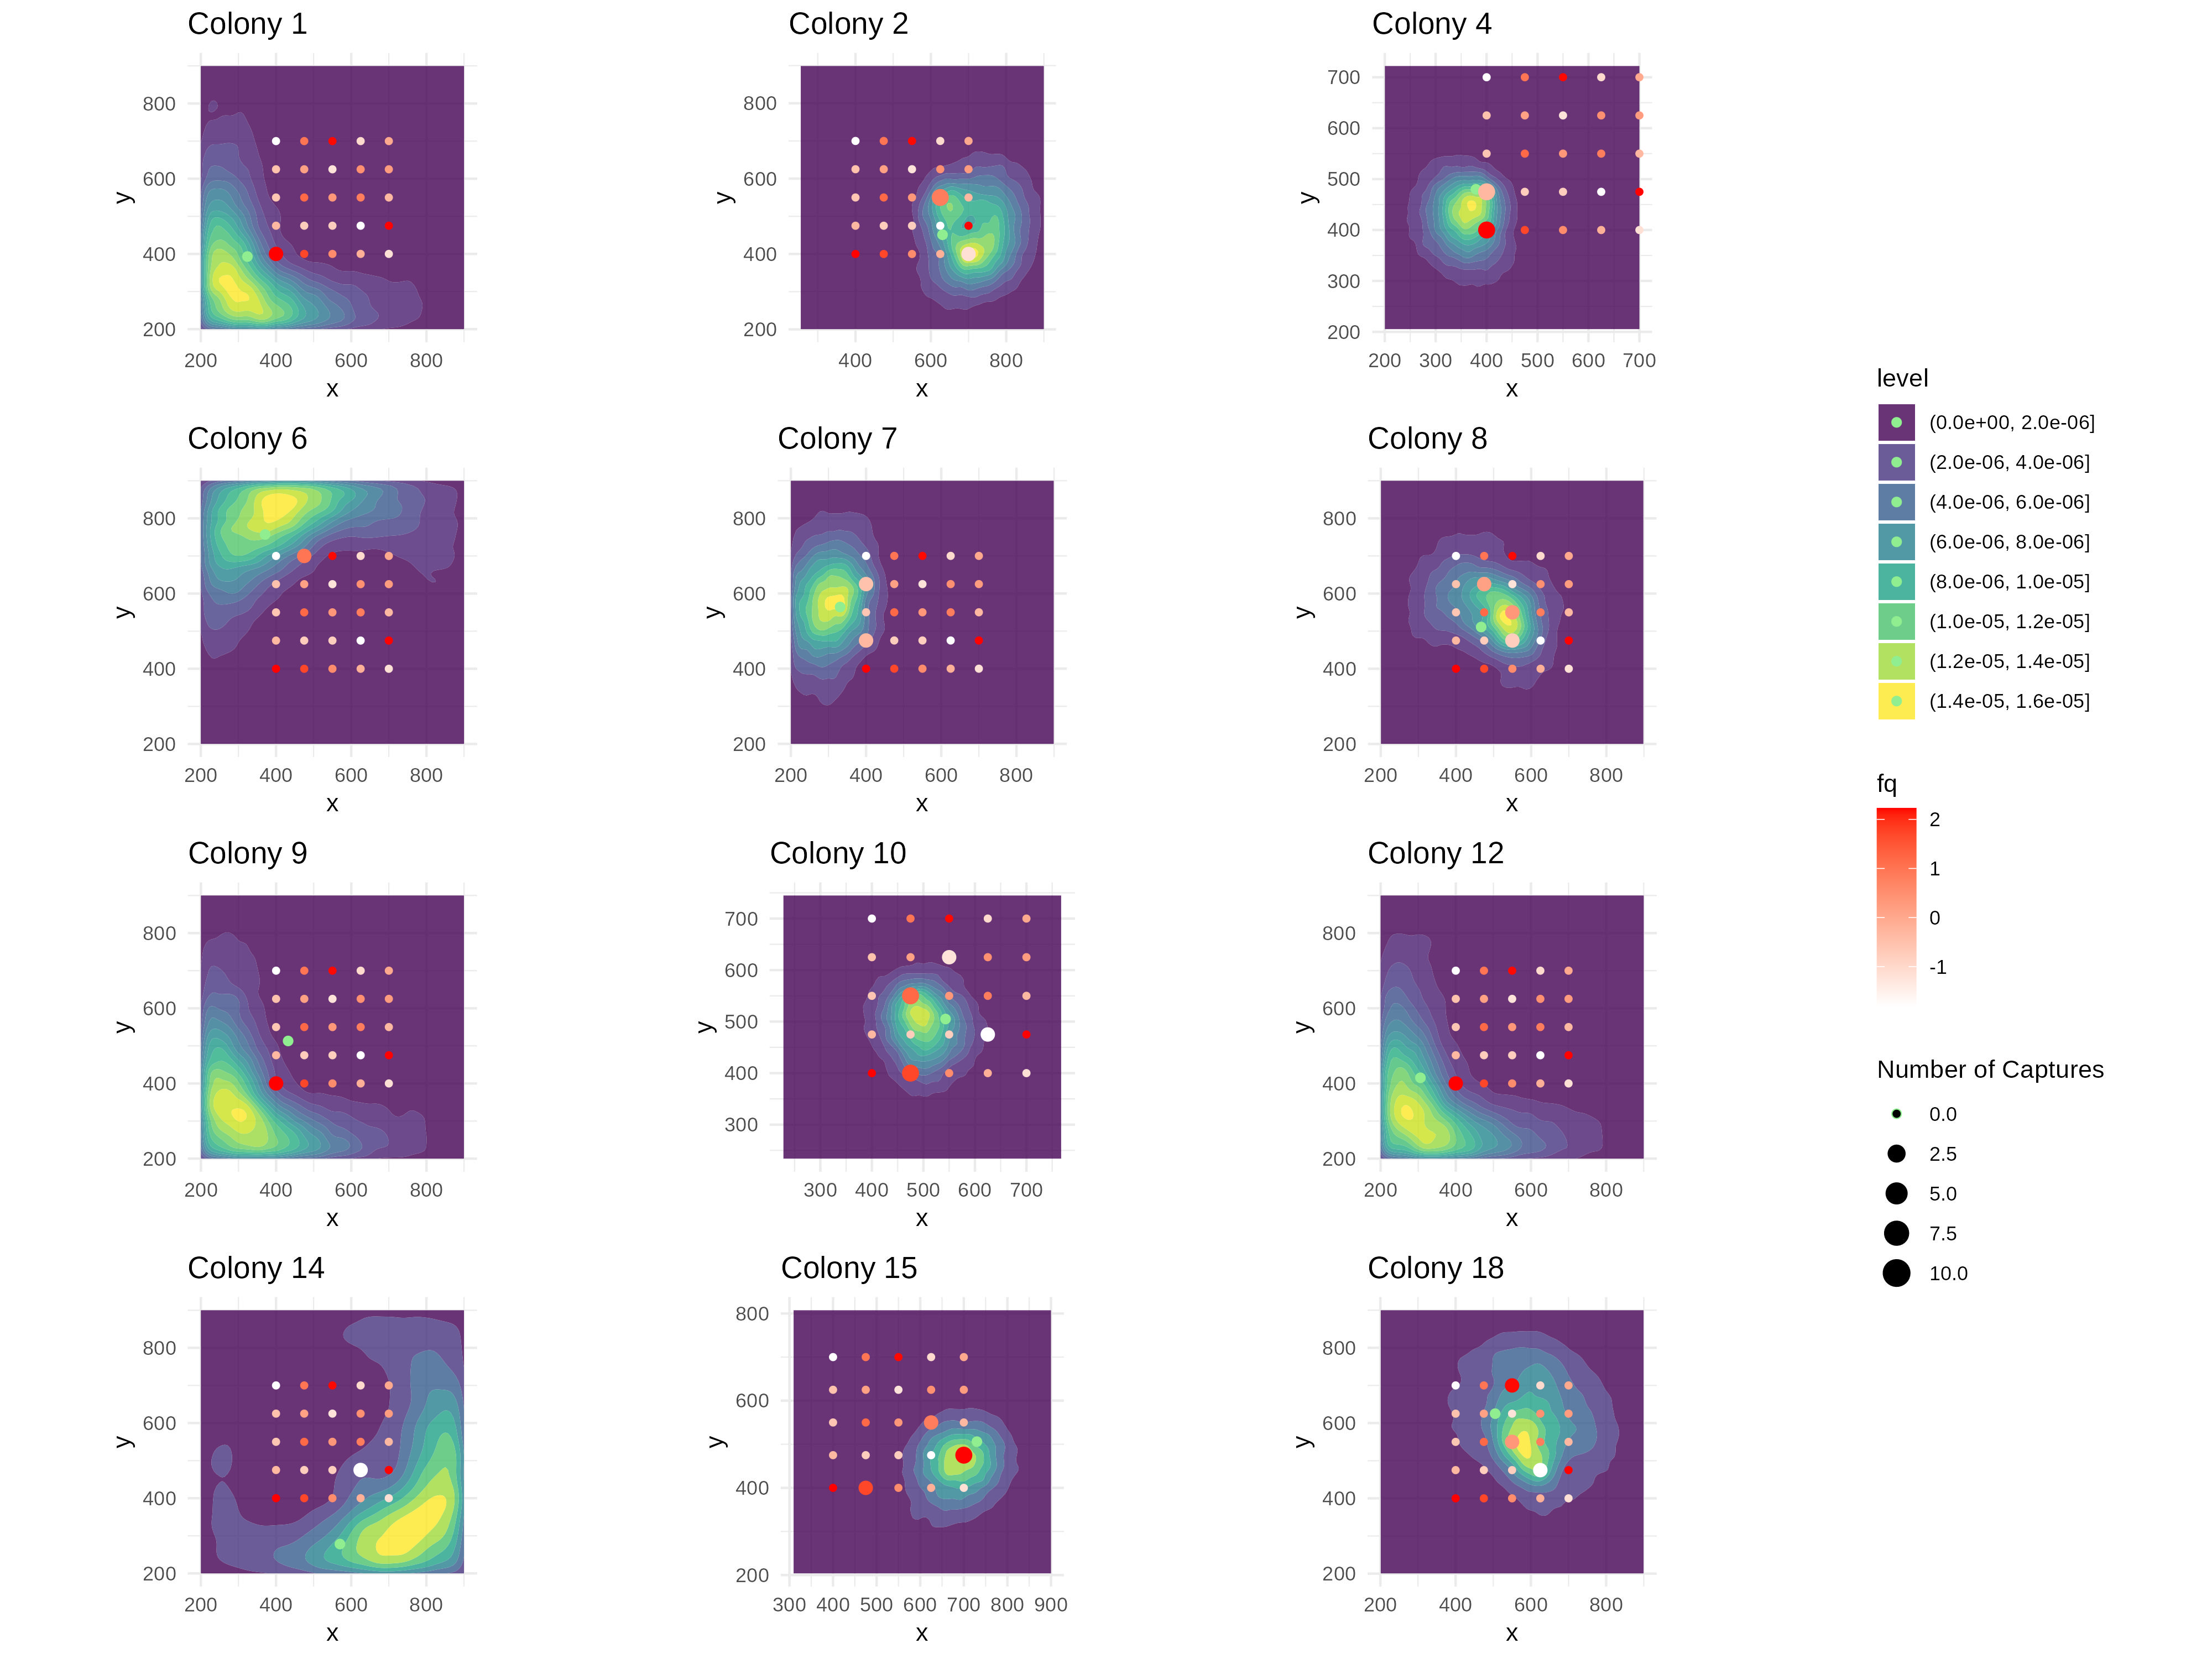 Colony 1
800
600
400
200
y
200 400 600 800
x
Colony 2
800
600
400
200
y
400 600 800
x
Colony 4
700
600
500
400
300
200
y
200 300 400 500 600 700
x
Colony 6
800
600
400
200
y
200 400 600 800
x
Colony 7
800
600
400
200
y
200 400 600 800
x
Colony 8
800
600
400
200
y
200 400 600 800
x
Colony 9
800
600
400
200
y
200 400 600 800
x
Colony 10
700
600
500
400
300
y
300 400 500 600 700
x
Colony 12
800
600
400
200
y
200 400 600 800
x
Colony 14
800
600
400
200
y
200 400 600 800
x
Colony 15
800
600
400
200
y
300 400 500 600 700 800 900
x
Colony 18
800
600
400
200
y
200 400 600 800
x
level
(0.0e+00, 2.0e-06]
(2.0e-06, 4.0e-06]
(4.0e-06, 6.0e-06]
(6.0e-06, 8.0e-06]
(8.0e-06, 1.0e-05]
(1.0e-05, 1.2e-05]
(1.2e-05, 1.4e-05]
(1.4e-05, 1.6e-05]
fq
2
1
0
-1
Number of Captures
0.0
2.5
5.0
7.5
10.0